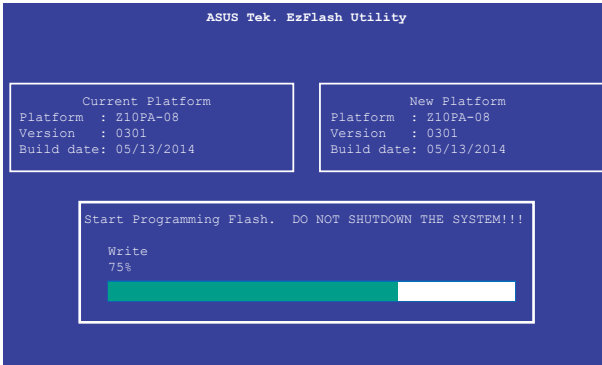 ASUS Tek. EzFlash Utility
Current Platform
Platform : Z10PA-08
Version : 0301
Build date: 05/13/2014
New Platform
Platform : Z10PA-08
Version : 0301
Build date: 05/13/2014
Start Programming Flash. DO NOT SHUTDOWN THE SYSTEM!!!
Write
75%